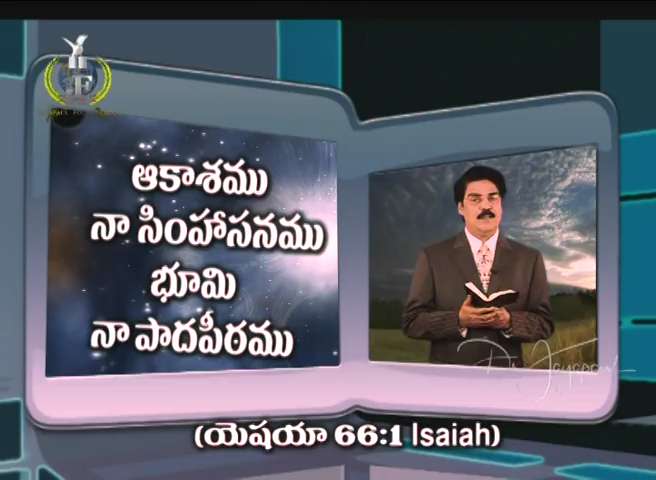 ఆకాశము
నా సింహాసనము
భూమి
నా పాదపీఠము
(యెషయా 66:1 Isaiah)